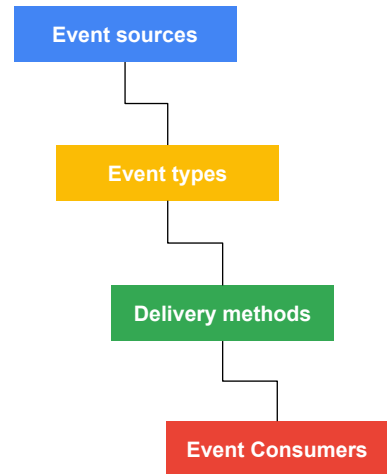 Event sources
Event types
Delivery methods
Event Consumers